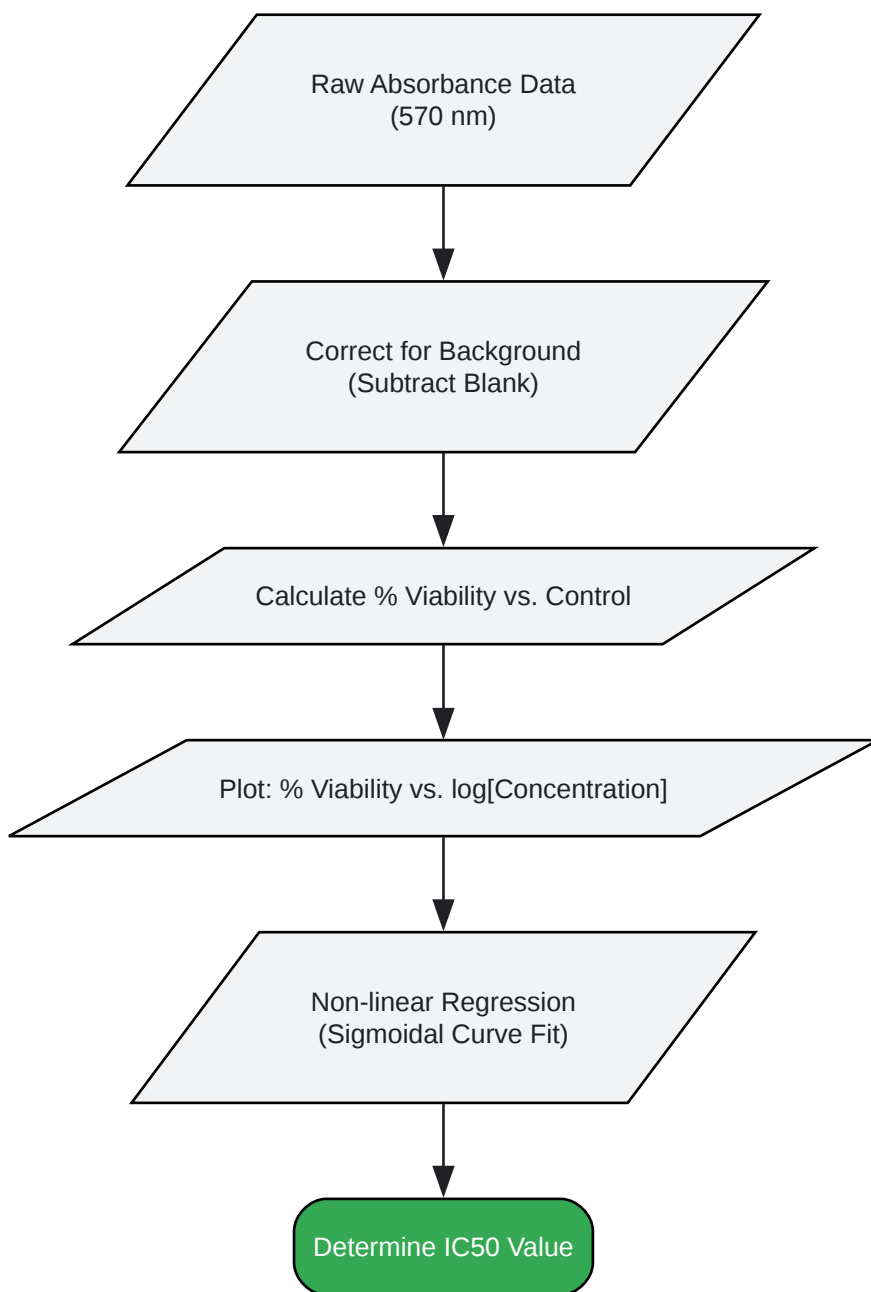 Raw Absorbance Data
(570 nm)
Correct for Background
(Subtract Blank)
Calculate % Viability vs. Control
Plot: % Viability vs. log[Concentration]
Non-linear Regression
(Sigmoidal Curve Fit)
Determine IC50 Value